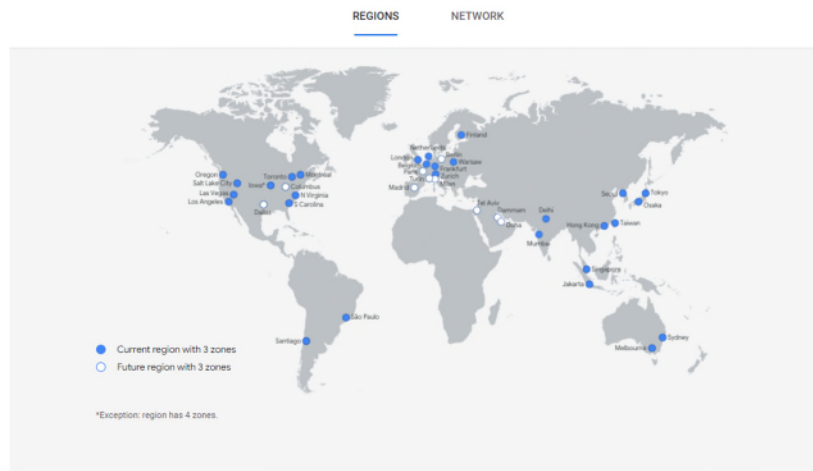 REGIONS NETWORK
Finland
Netherlands
Berlin
London
Warsaw
Belgium
Frankfurt
Paris
Zurich
Turin
Milan
Madrid
Oregon
Toronto
Montreal
Salt Lake City
Iowa*
Columbus
Las Vegas
N Virginia
Los Angeles
S Carolina
Dallas
Tel Aviv
Dammam
Delhi
Doha
Mumbai
Seoul
Tokyo
Osaka
Hong Kong
Taiwan
Singapore
Jakarta
São Paulo
Santiago
Sydney
Melbourne
Current region with 3 zones
Future region with 3 zones
*Exception: region has 4 zones.